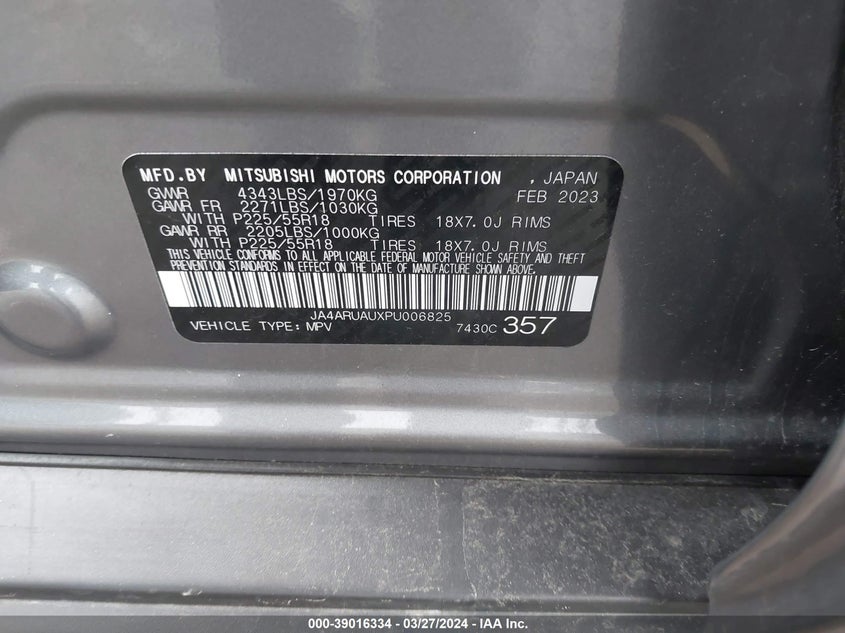 MFD.BY MITSUBISHI MOTORS CORPORATION , JAPAN
GVWR 4343LBS/1970KG FEB 2023
GAWR FR 2271LBS/1030KG
WITH P225/55R18 TIRES 18X7.0J RIMS
GAWR RR 2205LBS/1000KG
WITH P225/55R18 TIRES 18X7.0J RIMS
THIS VEHICLE CONFORMS TO ALL APPLICABLE FEDERAL MOTOR VEHICLE SAFETY AND THEFT
PREVENTION STANDARDS IN EFFECT ON THE DATE OF MANUFACTURE SHOWN ABOVE.
JA4ARUAUXPU006825
VEHICLE TYPE: MPV 7430C 357
000-39016334 - 03/27/2024 - IAA Inc.